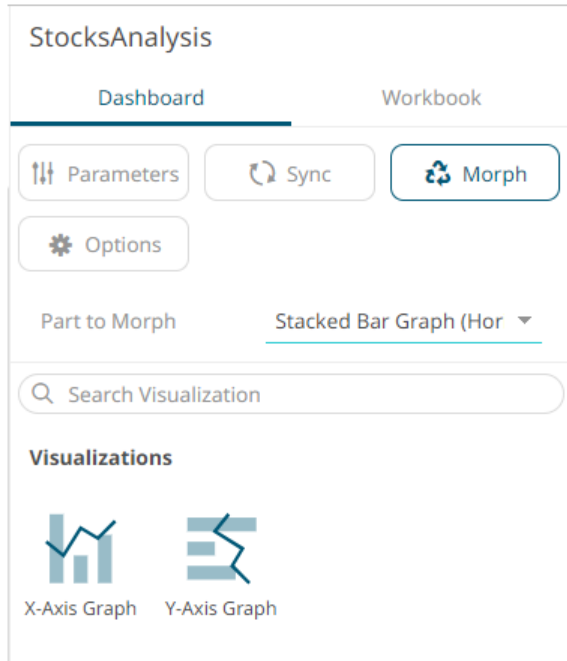 StocksAnalysis
Dashboard Workbook
Parameters Sync Morph
Options
Part to Morph Stacked Bar Graph (Hor
Search Visualization
Visualizations
X-Axis Graph Y-Axis Graph